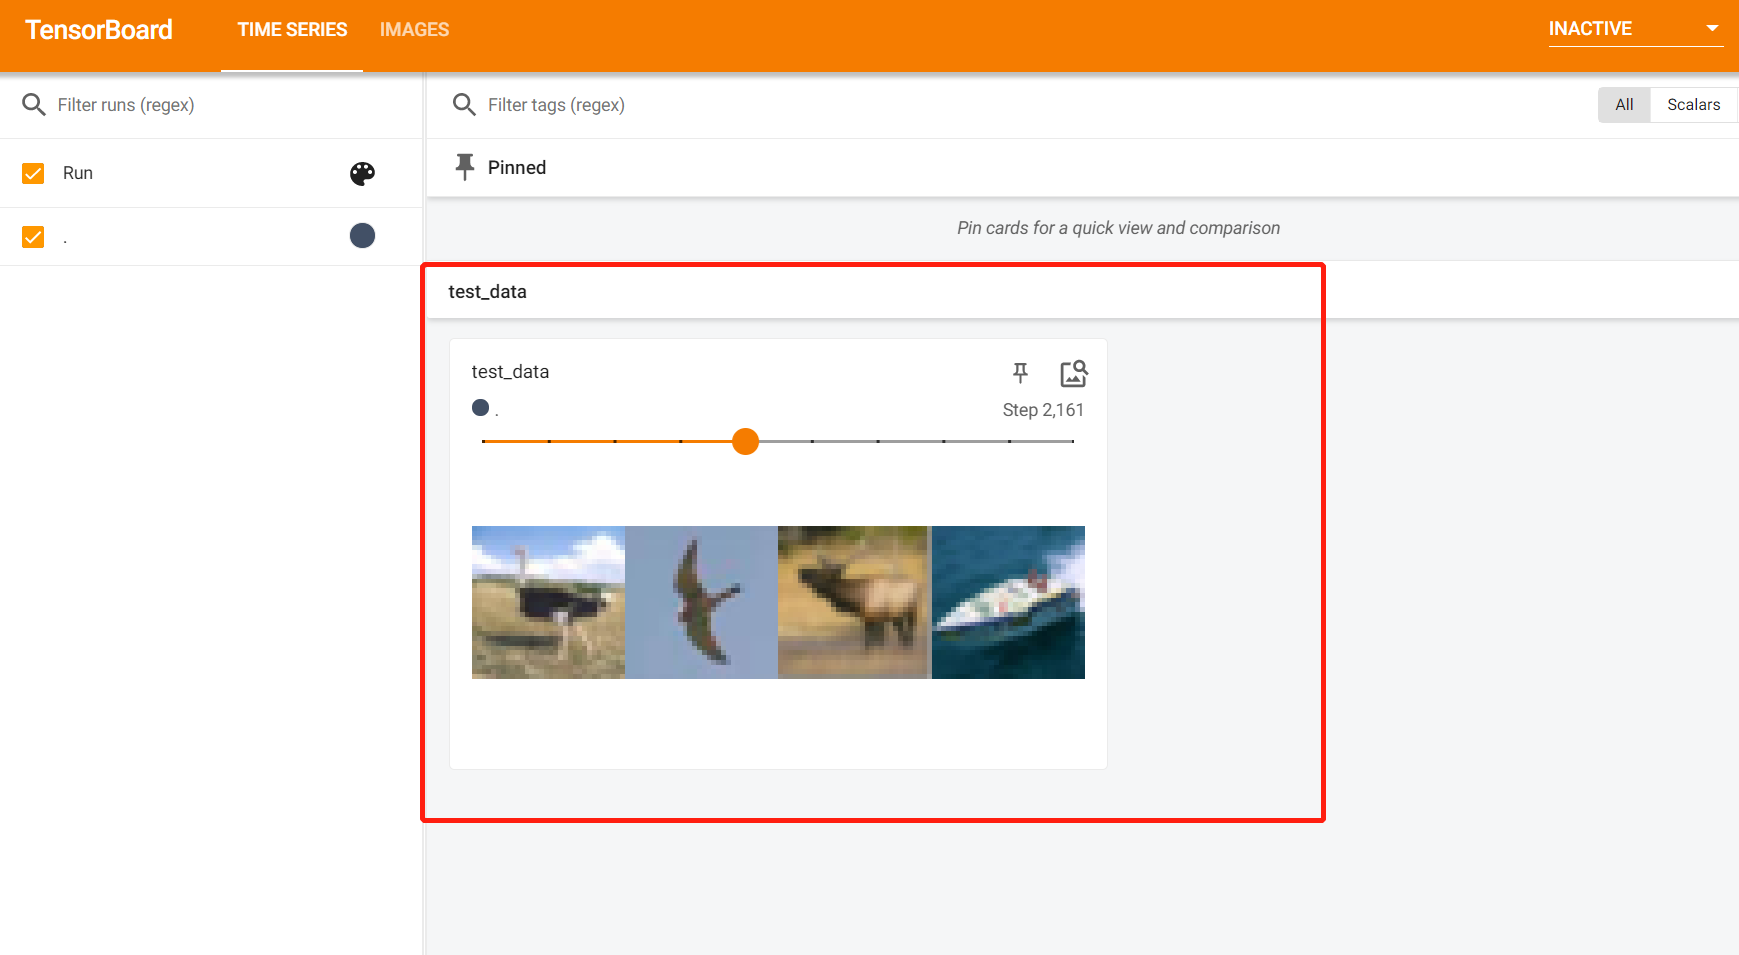 TensorBoard
TIME SERIES
IMAGES
INACTIVE
Filter runs (regex)
Filter tags (regex)
All
Scalars
Run
Pinned
.
Pin cards for a quick view and comparison
test_data
test_data
.
Step 2,161